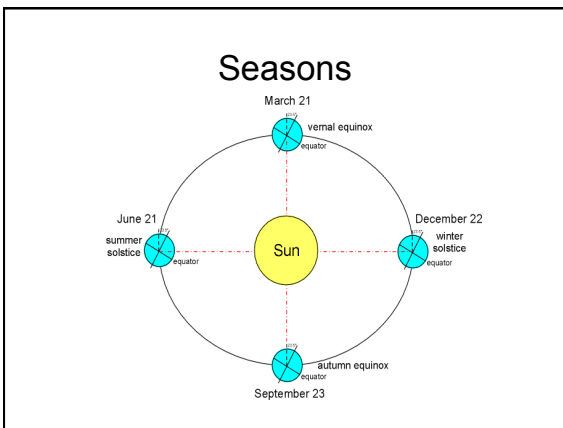 Seasons
March 21
vernal equinox
equator
June 21
summer
solstice
equator
Sun
December 22
winter
solstice
equator
autumn equinox
equator
September 23